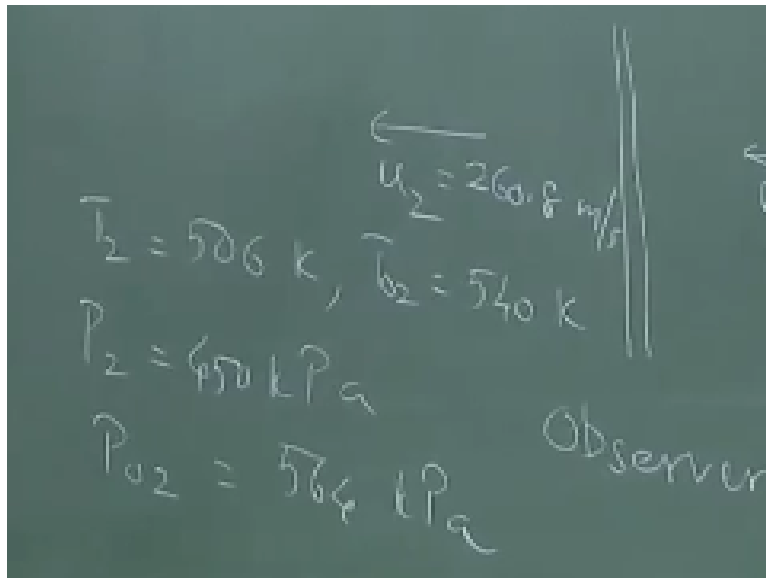 u₂ = 260.8 m/s
T₂ = 506 K, T₀₂ = 540 K
P₂ = 450 kPa
P₀₂ = 564 kPa
Observer